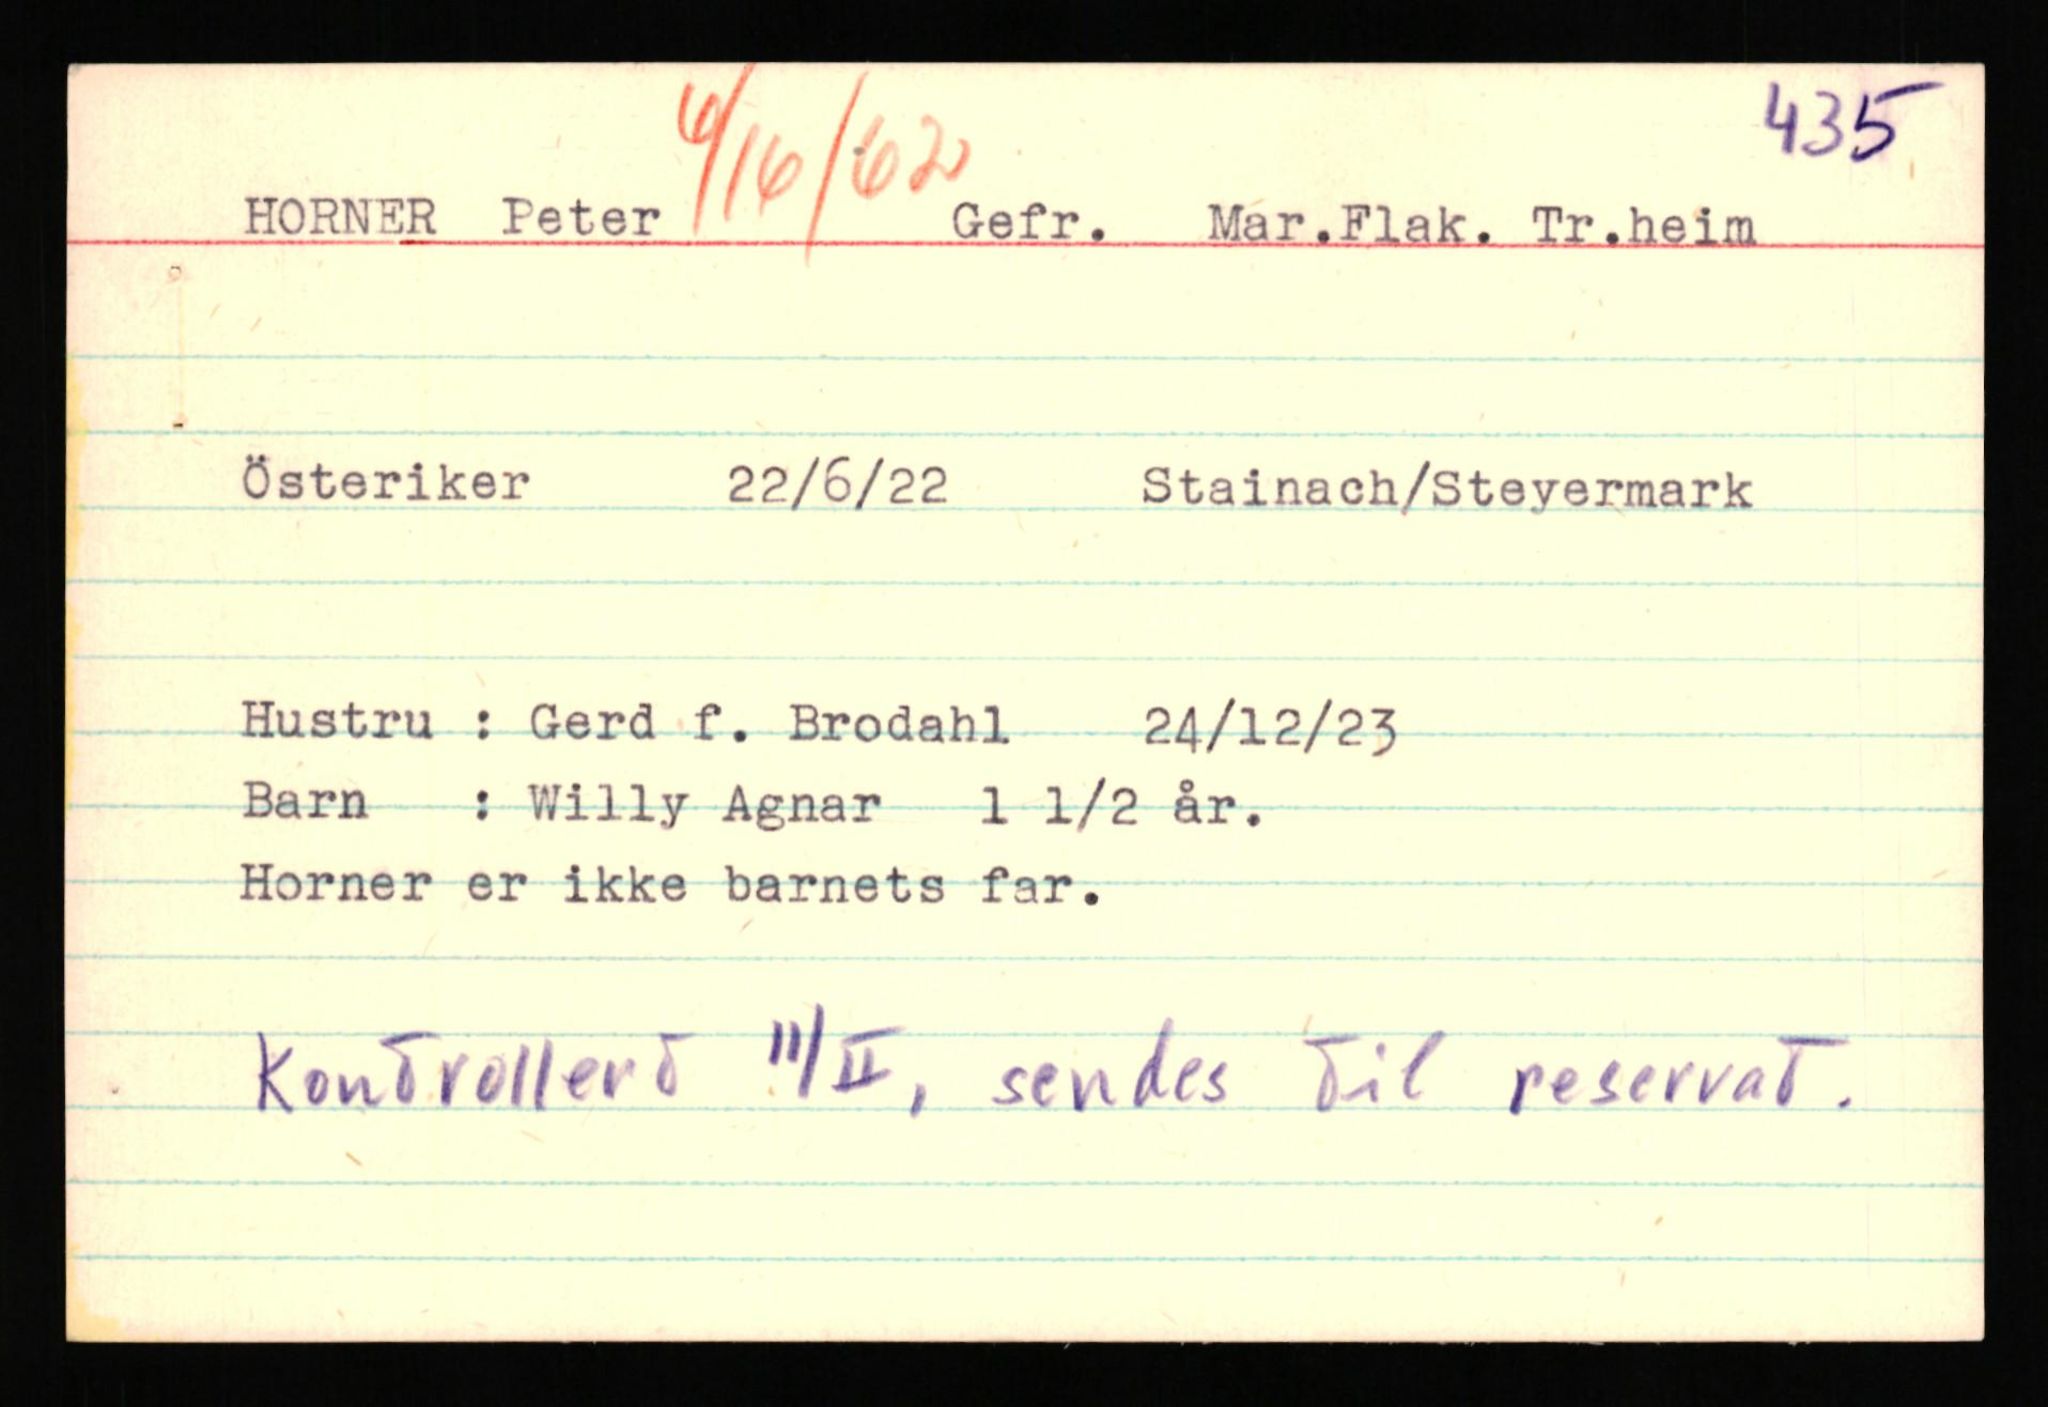 435
6/16/62
HORNER Peter Gefr. Mar.Flak. Tr.heim
Österiker 22/6/22 Stainach/Steyermark
Hustru : Gerd f. Brodahl 24/12/23
Barn : Willy Agnar 1 1/2 år.
Horner er ikke barnets far.
Kontrollert 11/II, sendes til reservat.